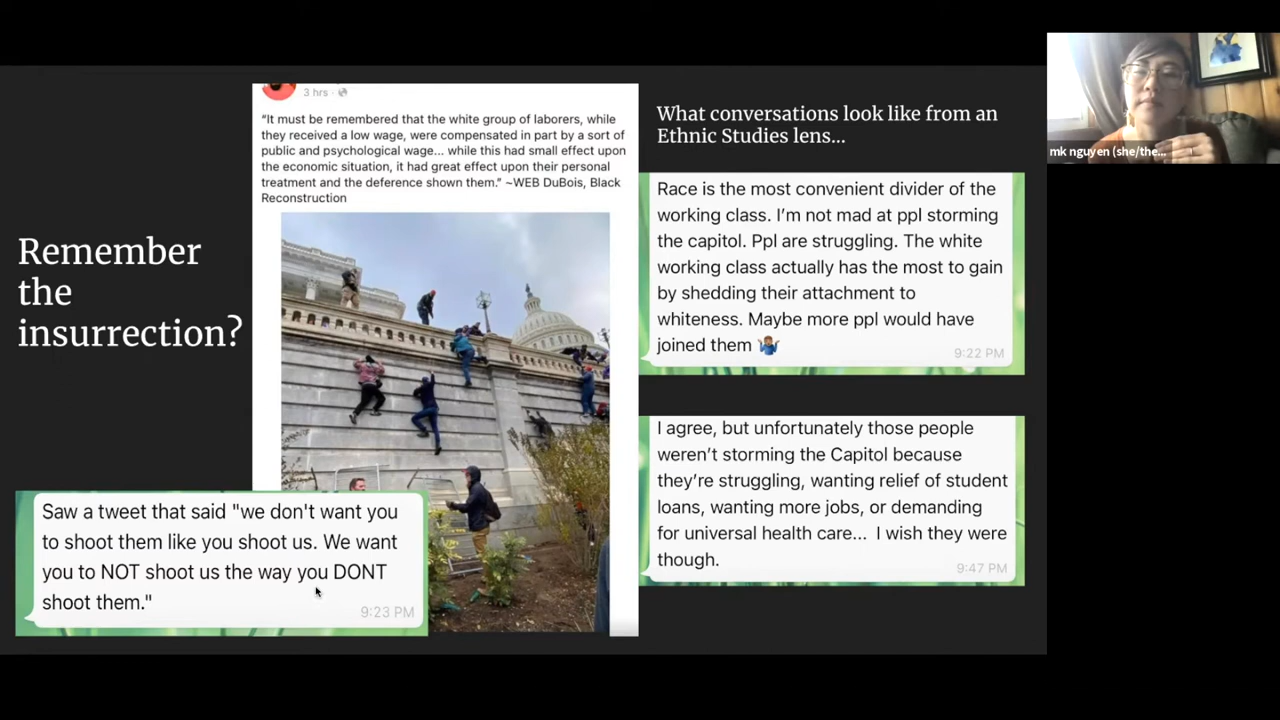 Remember
the
insurrection?
3 hrs ·
"It must be remembered that the white group of laborers, while
they received a low wage, were compensated in part by a sort of
public and psychological wage... while this had small effect upon
the economic situation, it had great effect upon their personal
treatment and the deference shown them." ~WEB DuBois, Black
Reconstruction
Saw a tweet that said "we don't want you
to shoot them like you shoot us. We want
you to NOT shoot us the way you DONT
shoot them."
9:23 PM
What conversations look like from an
Ethnic Studies lens...
Race is the most convenient divider of the
working class. I'm not mad at ppl storming
the capitol. Ppl are struggling. The white
working class actually has the most to gain
by shedding their attachment to
whiteness. Maybe more ppl would have
joined them 🤷🏽‍♂️
9:22 PM
I agree, but unfortunately those people
weren't storming the Capitol because
they're struggling, wanting relief of student
loans, wanting more jobs, or demanding
for universal health care... I wish they were
though.
9:47 PM
mk nguyen (she/the...